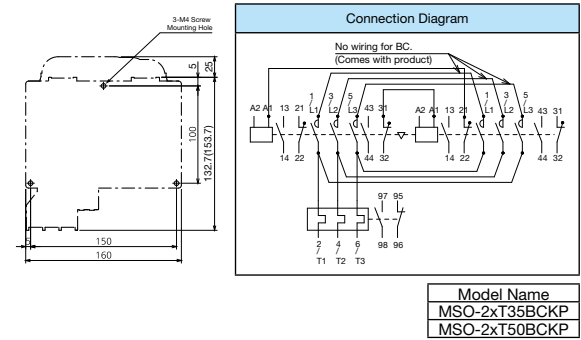 3-M4 Screw
Mounting Hole
5
25
100
132.7(153.7)
5
150
160
Connection Diagram
No wiring for BC.
(Comes with product)
A2 A1 13 21 1/L1 3/L2 5/L3 43 31 A2 A1 13 21 1/L1 3/L2 5/L3 43 31
14 22 44 32 14 22 44 32
97 95
98 96
2/T1 4/T2 6/T3
Model Name
MSO-2xT35BCKP
MSO-2xT50BCKP